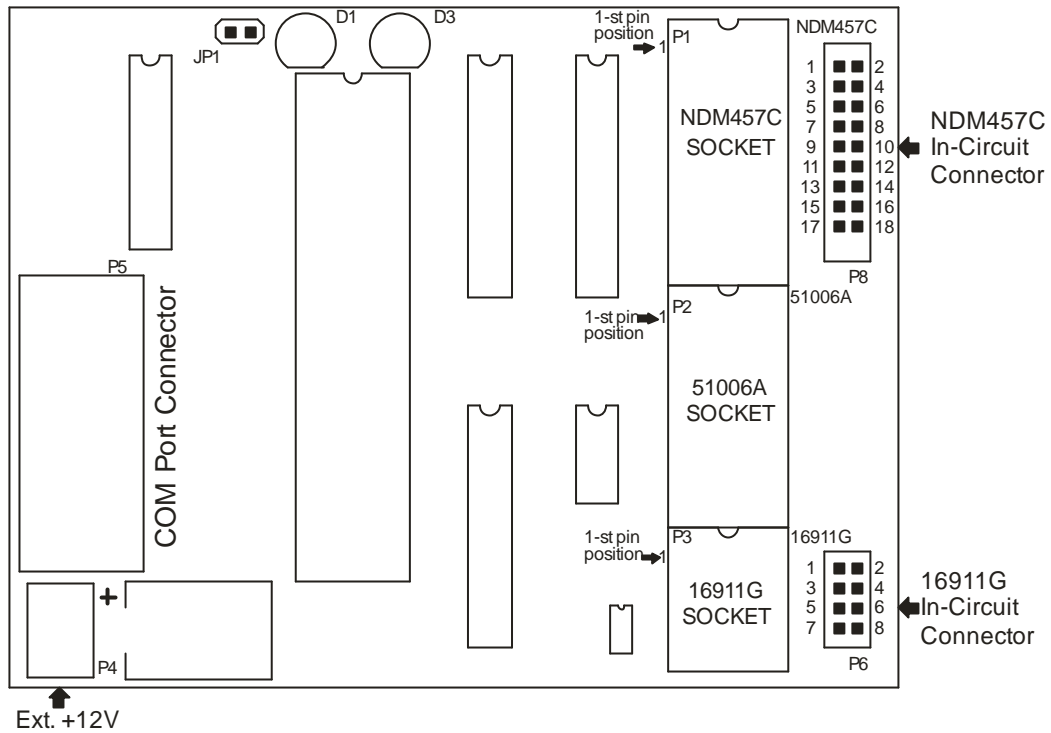 D1
D3
JP1
1-st pin
position
1
P1
NDM457C
NDM457C
SOCKET
1 2
3 4
5 6
7 8
9 10
11 12
13 14
15 16
17 18
P8
NDM457C
In-Circuit
Connector
P5
COM Port Connector
1-st pin
position
1
P2
51006A
51006A
SOCKET
1-st pin
position
1
P3
16911G
16911G
SOCKET
1 2
3 4
5 6
7 8
P6
16911G
In-Circuit
Connector
+
P4
Ext. +12V